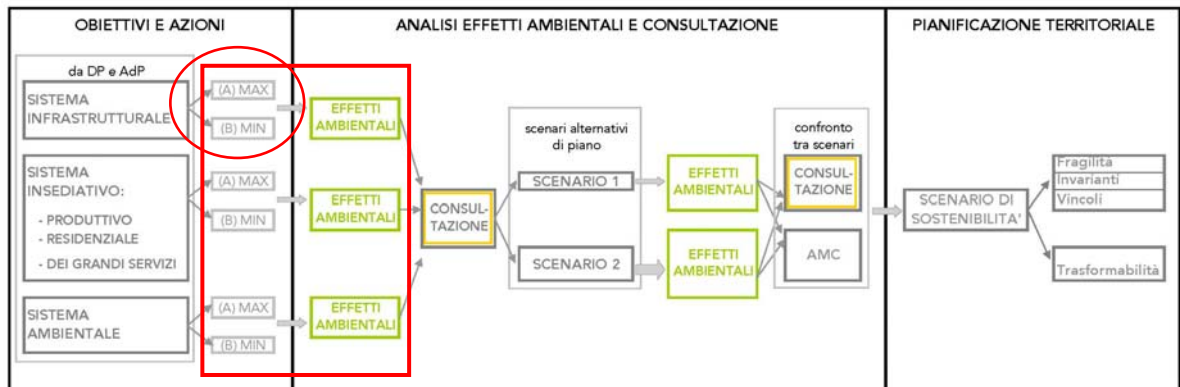 OBIETTIVI E AZIONI
da DP e AdP
SISTEMA
INFRASTRUTTURALE
(A) MAX
(B) MIN
SISTEMA
INSEDIATIVO:
- PRODUTTIVO
- RESIDENZIALE
- DEI GRANDI SERVIZI
(A) MAX
(B) MIN
SISTEMA
AMBIENTALE
(A) MAX
(B) MIN
ANALISI EFFETTI AMBIENTALI E CONSULTAZIONE
EFFETTI
AMBIENTALI
EFFETTI
AMBIENTALI
EFFETTI
AMBIENTALI
CONSUL-
TAZIONE
scenari alternativi
di piano
SCENARIO 1
SCENARIO 2
EFFETTI
AMBIENTALI
EFFETTI
AMBIENTALI
confronto
tra scenari
CONSUL-
TAZIONE
AMC
PIANIFICAZIONE TERRITORIALE
SCENARIO DI
SOSTENIBILITA'
Fragilità
Invarianti
Vincoli
Trasformabilità